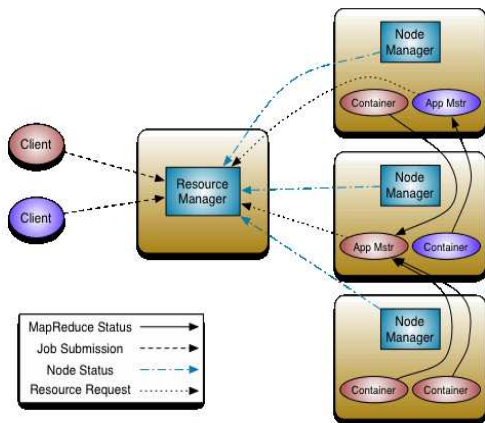 Client
Client
Resource
Manager
Node
Manager
Container
App Mstr
Node
Manager
App Mstr
Container
Node
Manager
Container
Container
MapReduce Status
Job Submission
Node Status
Resource Request